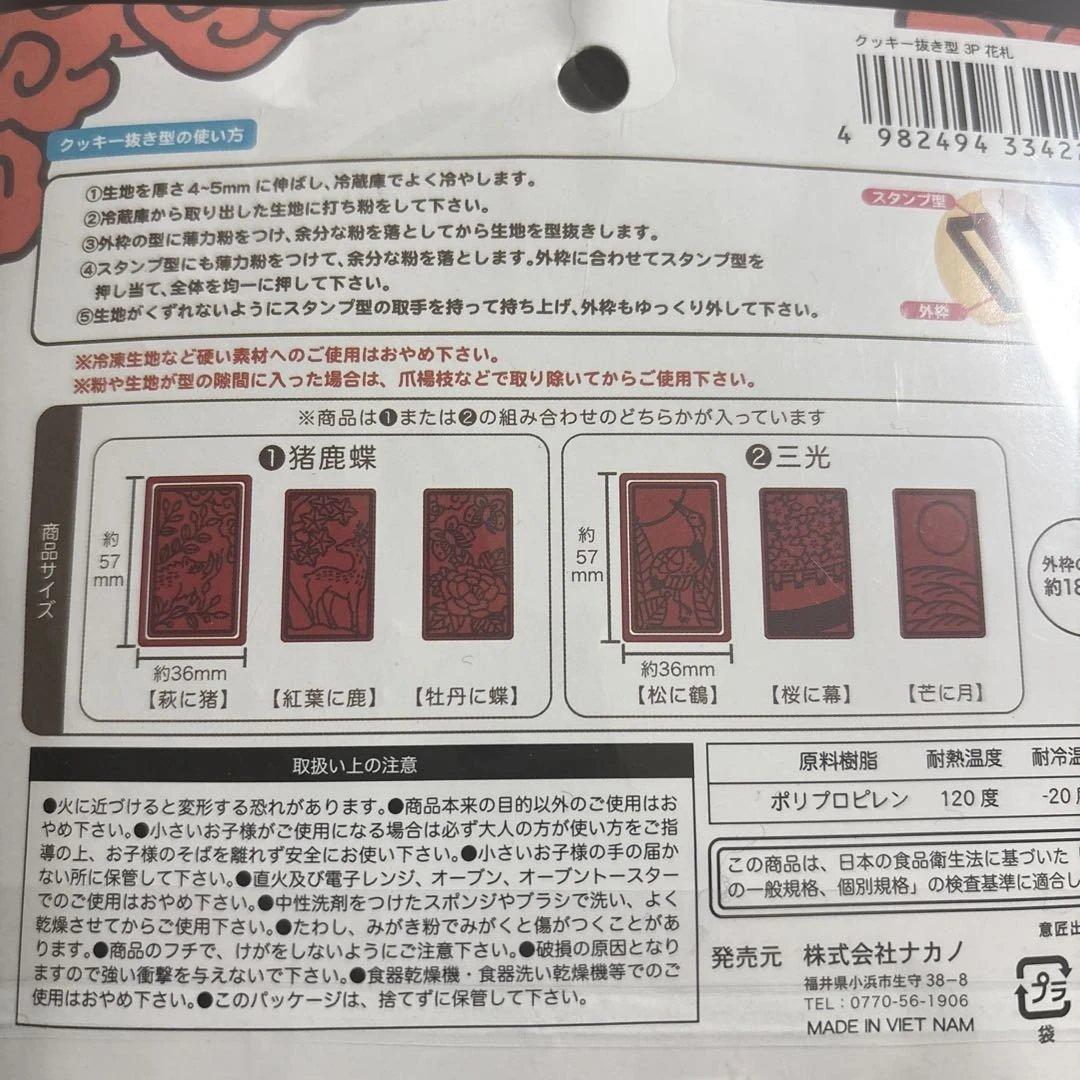 クッキー抜き型 3P 花札
4 982494 33422
クッキー抜き型の使い方
①生地を厚さ4~5mmに伸ばし、冷蔵庫でよく冷やします。
②冷蔵庫から取り出した生地に打ち粉をして下さい。
③外枠の型に薄力粉をつけ、余分な粉を落としてから生地を型抜きします。
④スタンプ型にも薄力粉をつけて、余分な粉を落とします。外枠に合わせてスタンプ型を
押し当て、全体を均一に押して下さい。
⑤生地がくずれないようにスタンプ型の取手を持って持ち上げ、外枠もゆっくり外して下さい。
スタンプ型
外枠
※冷凍生地など硬い素材へのご使用はおやめ下さい。
※粉や生地が型の隙間に入った場合は、爪楊枝などで取り除いてからご使用下さい。
商品サイズ
※商品は❶または❷の組み合わせのどちらかが入っています
❶猪鹿蝶
約
57
mm
約36mm
【萩に猪】
【紅葉に鹿】
【牡丹に蝶】
❷三光
約
57
mm
約36mm
【松に鶴】
【桜に幕】
【芒に月】
外枠の
約18
取扱い上の注意
●火に近づけると変形する恐れがあります。●商品本来の目的以外のご使用はお
やめ下さい。●小さいお子様がご使用になる場合は必ず大人の方が使い方をご指
導の上、お子様のそばを離れず安全にお使い下さい。●小さいお子様の手の届か
ない所に保管して下さい。●直火及び電子レンジ、オーブン、オーブントースター
でのご使用はおやめ下さい。●中性洗剤をつけたスポンジやブラシで洗い、よく
乾燥させてからご使用下さい。●たわし、みがき粉でみがくと傷がつくことがあ
ります。●商品のフチで、けがをしないようにご注意下さい。●破損の原因となり
ますので強い衝撃を与えないで下さい。●食器乾燥機・食器洗い乾燥機等でのご
使用はおやめ下さい。●このパッケージは、捨てずに保管して下さい。
原料樹脂 耐熱温度 耐冷温
ポリプロピレン 120度 -20度
この商品は、日本の食品衛生法に基づいた「
の一般規格、個別規格」の検査基準に適合し
意匠出
発売元 株式会社ナカノ
福井県小浜市生守38-8
TEL：0770-56-1906
MADE IN VIET NAM
プラ
袋